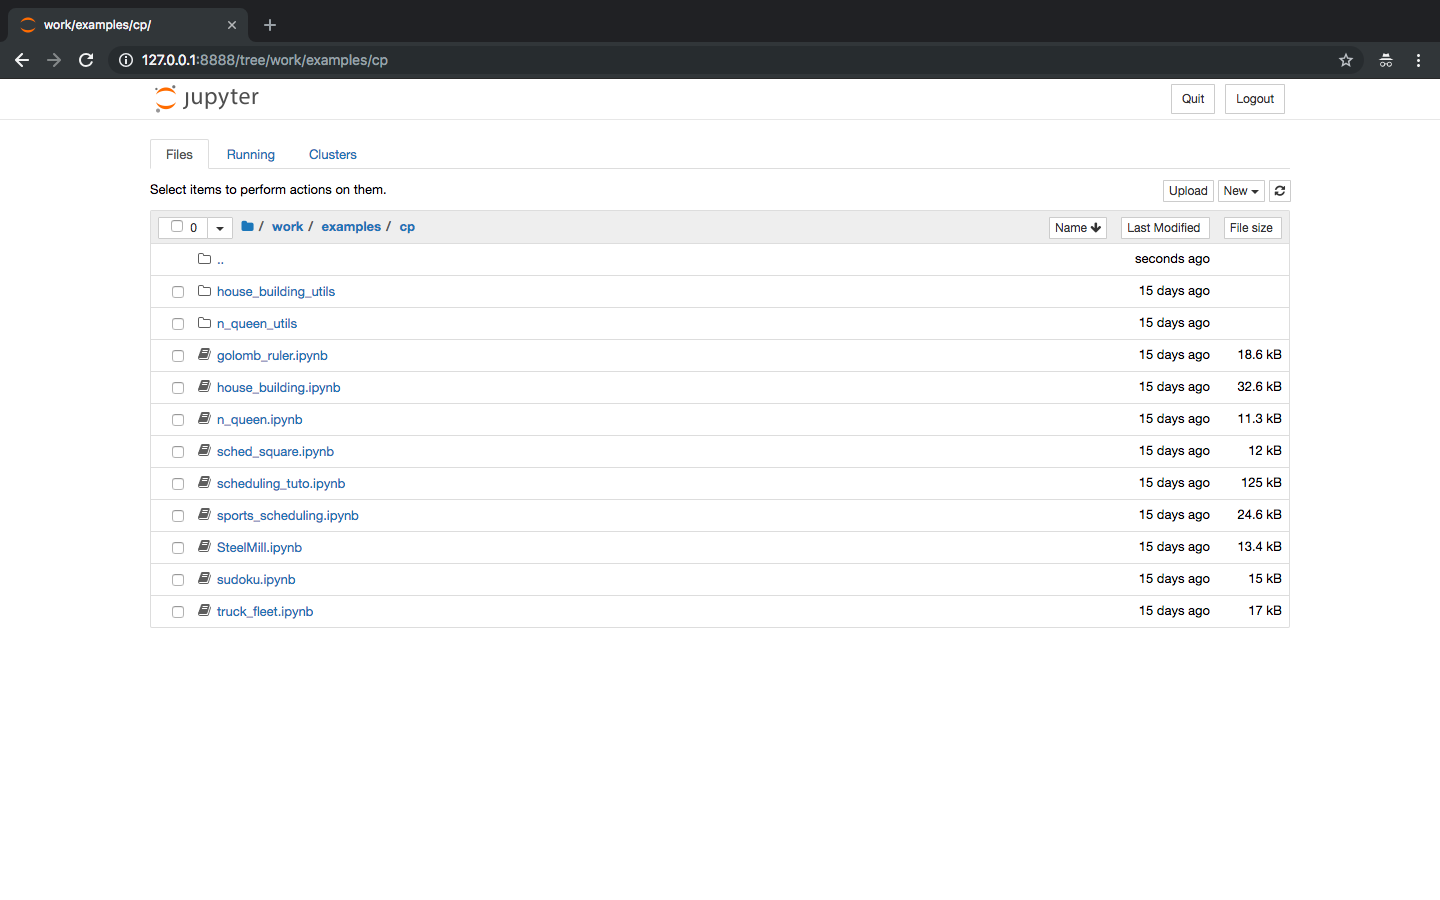 work/examples/cp/
127.0.0.1:8888/tree/work/examples/cp
jupyter
Quit Logout
Files Running Clusters
Select items to perform actions on them.
Upload New
0 / work / examples / cp Name Last Modified File size
.. seconds ago
house_building_utils 15 days ago
n_queen_utils 15 days ago
golomb_ruler.ipynb 15 days ago 18.6 kB
house_building.ipynb 15 days ago 32.6 kB
n_queen.ipynb 15 days ago 11.3 kB
sched_square.ipynb 15 days ago 12 kB
scheduling_tuto.ipynb 15 days ago 125 kB
sports_scheduling.ipynb 15 days ago 24.6 kB
SteelMill.ipynb 15 days ago 13.4 kB
sudoku.ipynb 15 days ago 15 kB
truck_fleet.ipynb 15 days ago 17 kB